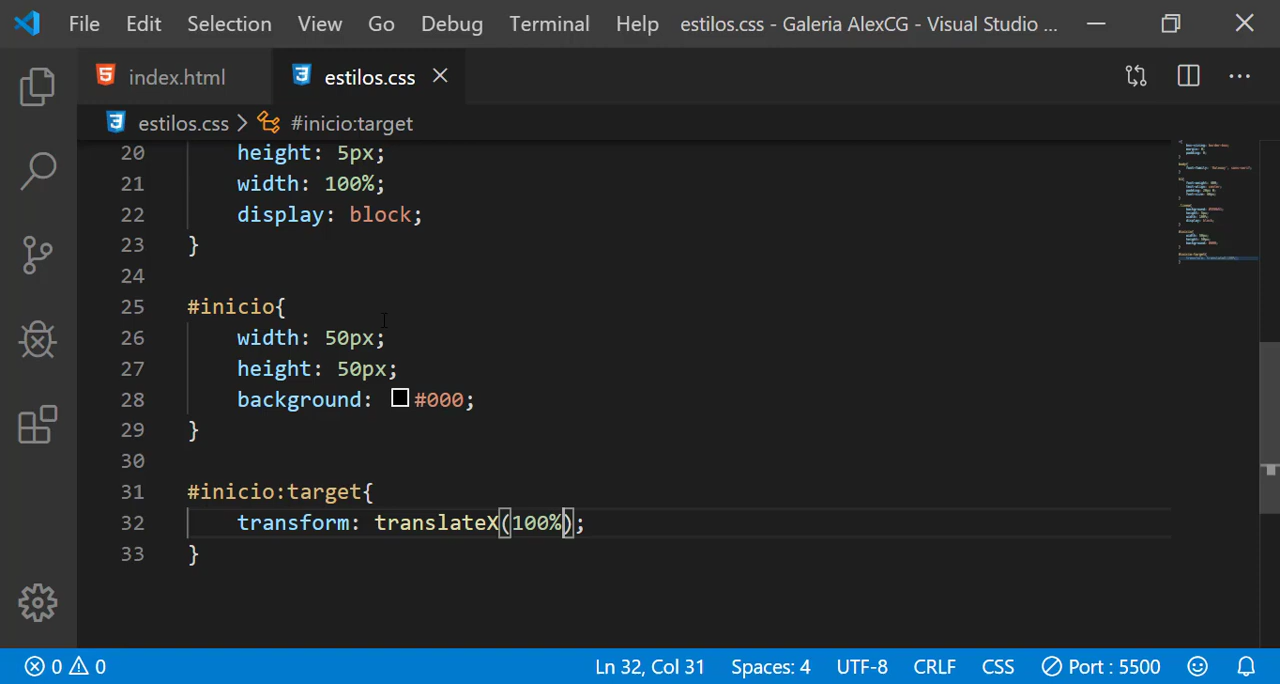 File Edit Selection View Go Debug Terminal Help estilos.css - Galeria AlexCG - Visual Studio ...
index.html estilos.css
estilos.css > #inicio:target
20 height: 5px;
21 width: 100%;
22 display: block;
23 }
24
25 #inicio{
26 width: 50px;
27 height: 50px;
28 background: #000;
29 }
30
31 #inicio:target{
32 transform: translateX(100%);
33 }
0 0 Ln 32, Col 31 Spaces: 4 UTF-8 CRLF CSS Port : 5500